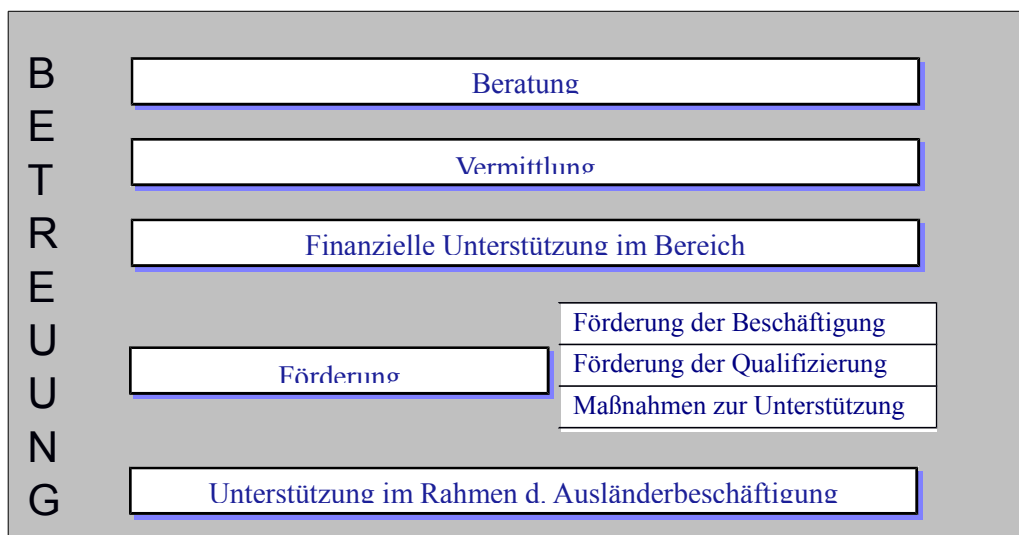 BETREUUNG
Beratung
Vermittlung
Finanzielle Unterstützung im Bereich
Förderung
Förderung der Beschäftigung
Förderung der Qualifizierung
Maßnahmen zur Unterstützung
Unterstützung im Rahmen d. Ausländerbeschäftigung